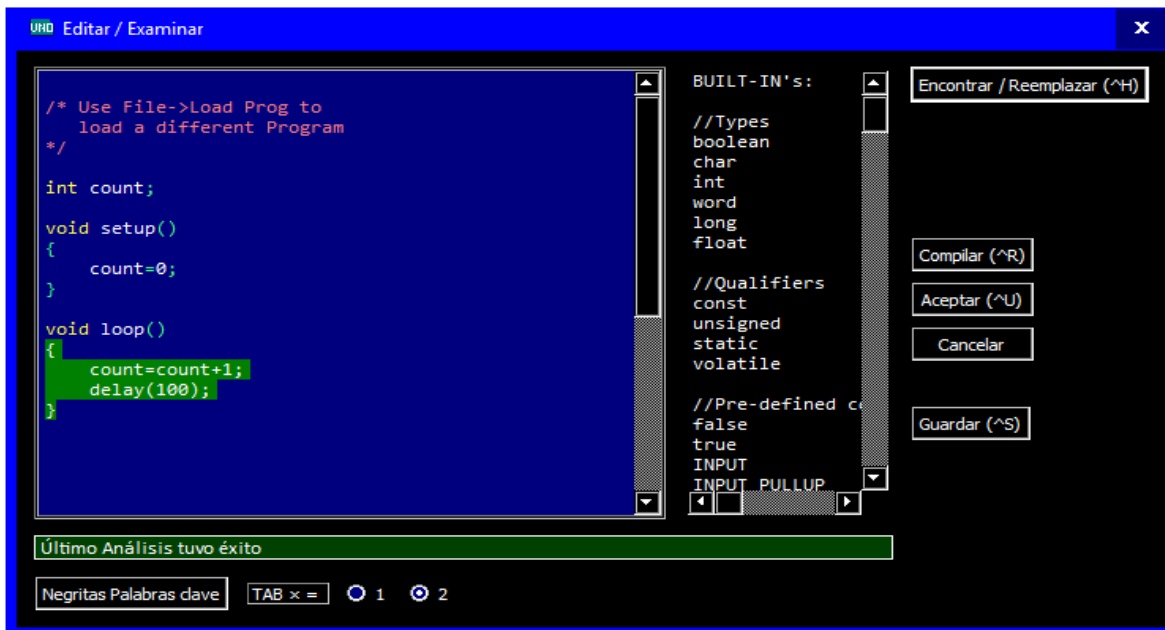 UNO Editar / Examinar
x
/* Use File->Load Prog to
load a different Program
*/
int count;
void setup()
{
count=0;
}
void loop()
{
count=count+1;
delay(100);
}
BUILT-IN's:
//Types
boolean
char
int
word
long
float
//Qualifiers
const
unsigned
static
volatile
//Pre-defined co
false
true
INPUT
INPUT_PULLUP
Encontrar / Reemplazar (^H)
Compilar (^R)
Aceptar (^U)
Cancelar
Guardar (^S)
Último Análisis tuvo éxito
Negritas Palabras clave TAB × = 1 2